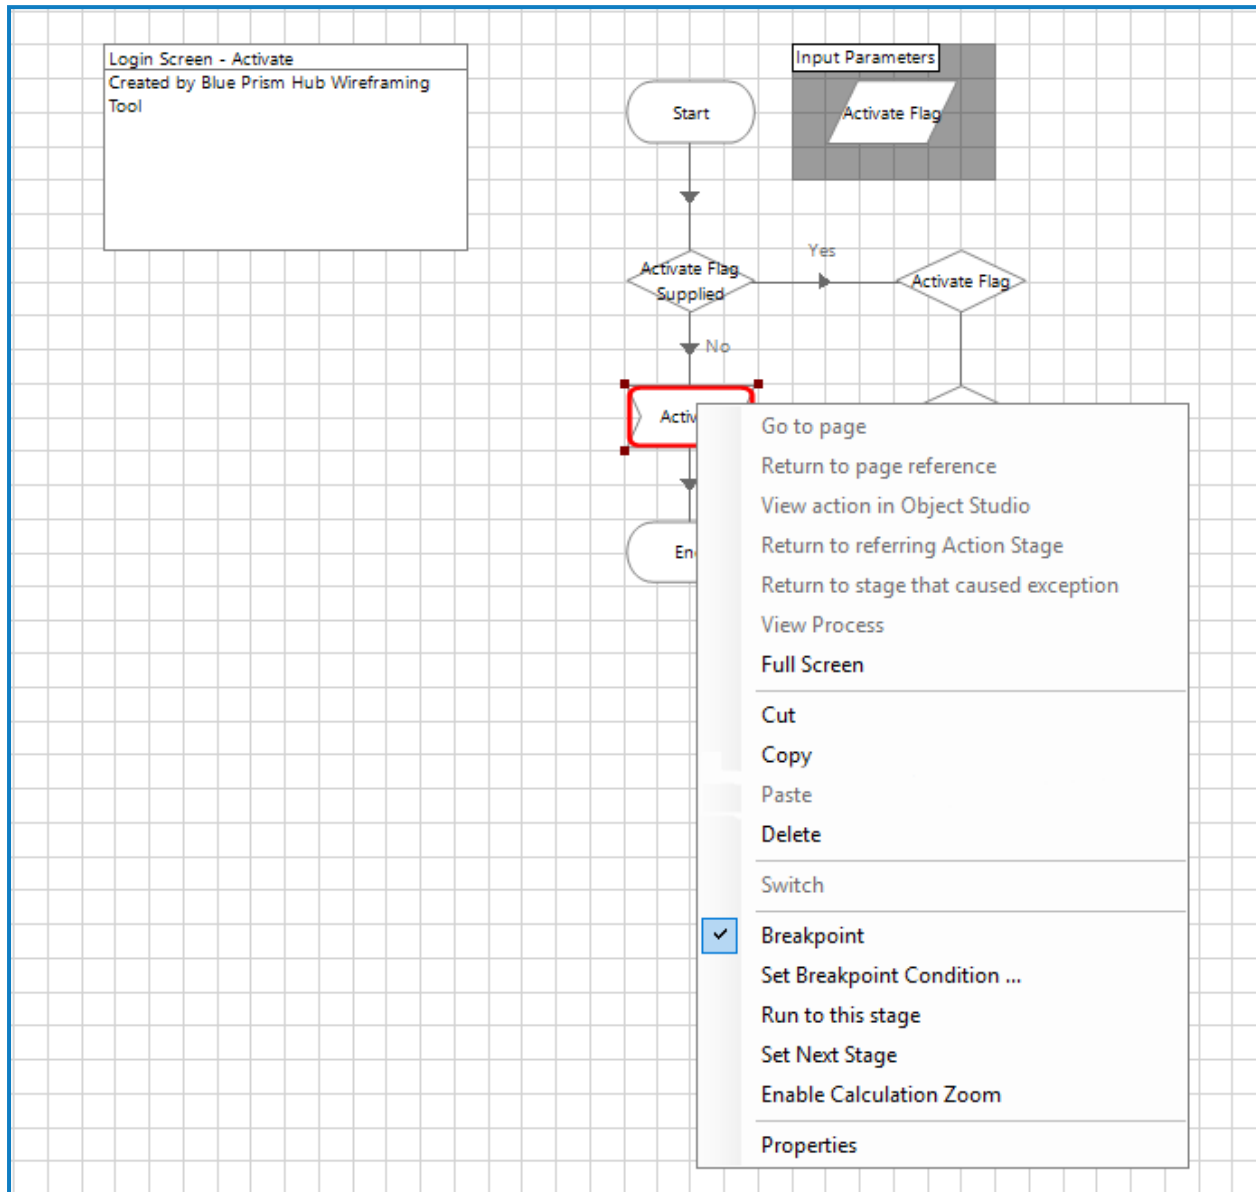 Login Screen - Activate
Created by Blue Prism Hub Wireframing
Tool
Input Parameters
Start
Activate Flag
Yes
Activate Flag
Supplied
Activate Flag
No
Go to page
Return to page reference
View action in Object Studio
Return to referring Action Stage
Return to stage that caused exception
View Process
Full Screen
Cut
Copy
Paste
Delete
Switch
Breakpoint
Set Breakpoint Condition ...
Run to this stage
Set Next Stage
Enable Calculation Zoom
Properties